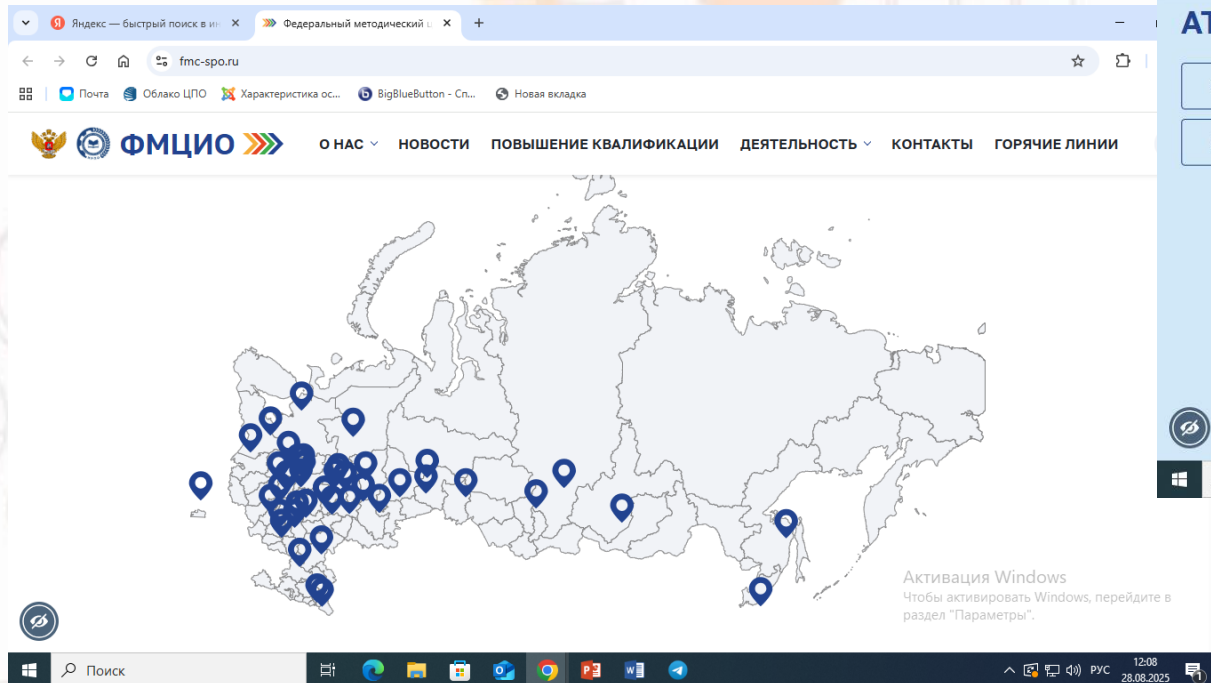 Яндекс — быстрый поиск в ин
Федеральный методический ц
fmc-spo.ru
Почта
Облако ЦПО
Характеристика ос...
BigBlueButton - Сп...
Новая вкладка
ФМЦИО
О НАС
НОВОСТИ
ПОВЫШЕНИЕ КВАЛИФИКАЦИИ
ДЕЯТЕЛЬНОСТЬ
КОНТАКТЫ
ГОРЯЧИЕ ЛИНИИ
АТ
Активация Windows
Чтобы активировать Windows, перейдите в
раздел "Параметры".
Поиск
РУС
12:08
28.08.2025
1